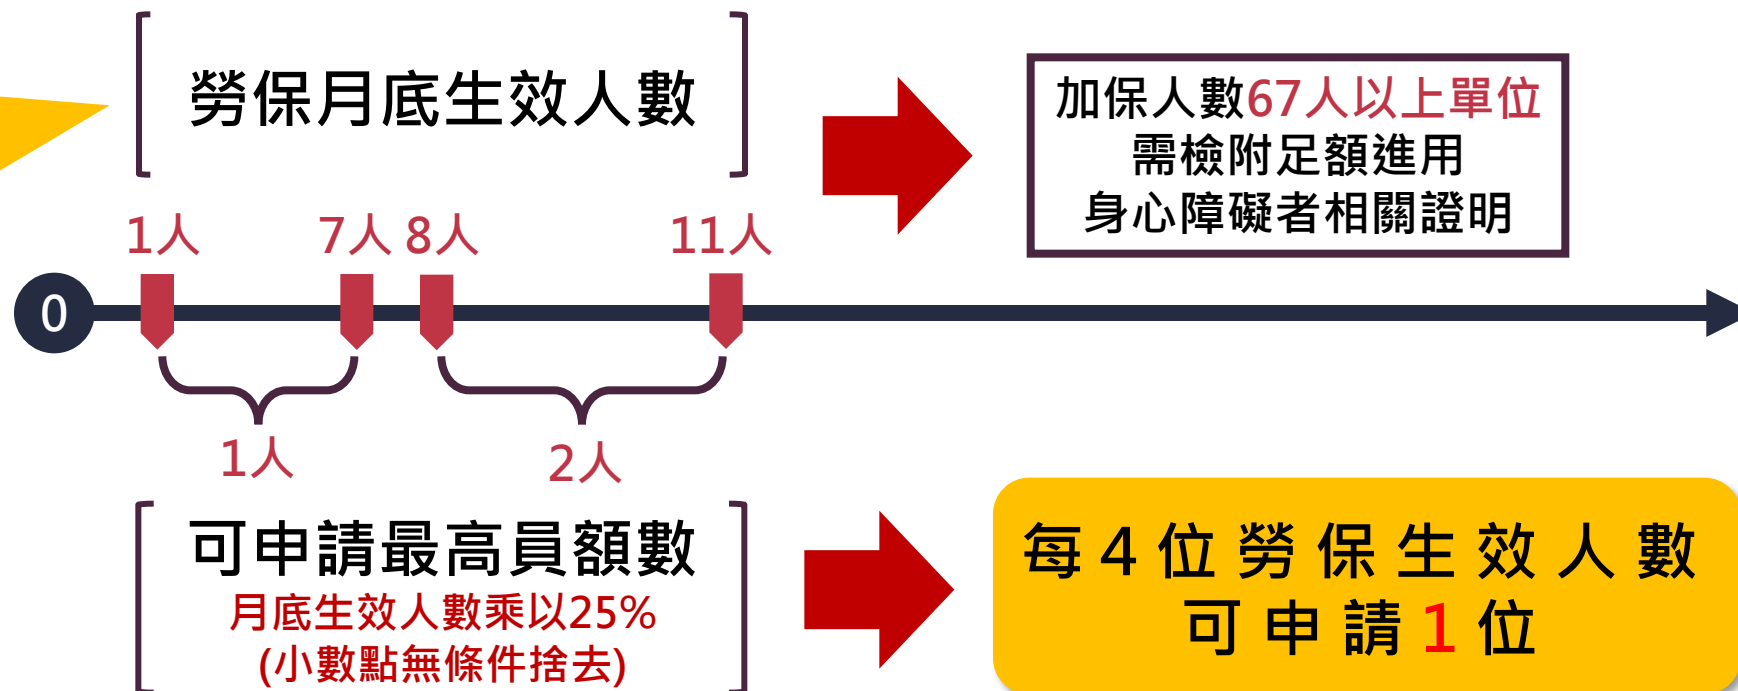 勞保月底生效人數
加保人數67人以上單位
需檢附足額進用
身心障礙者相關證明
1人
7人
8人
11人
0
1人
2人
可申請最高員額數
月底生效人數乘以25%
(小數點無條件捨去)
每4位勞保生效人數
可申請1位